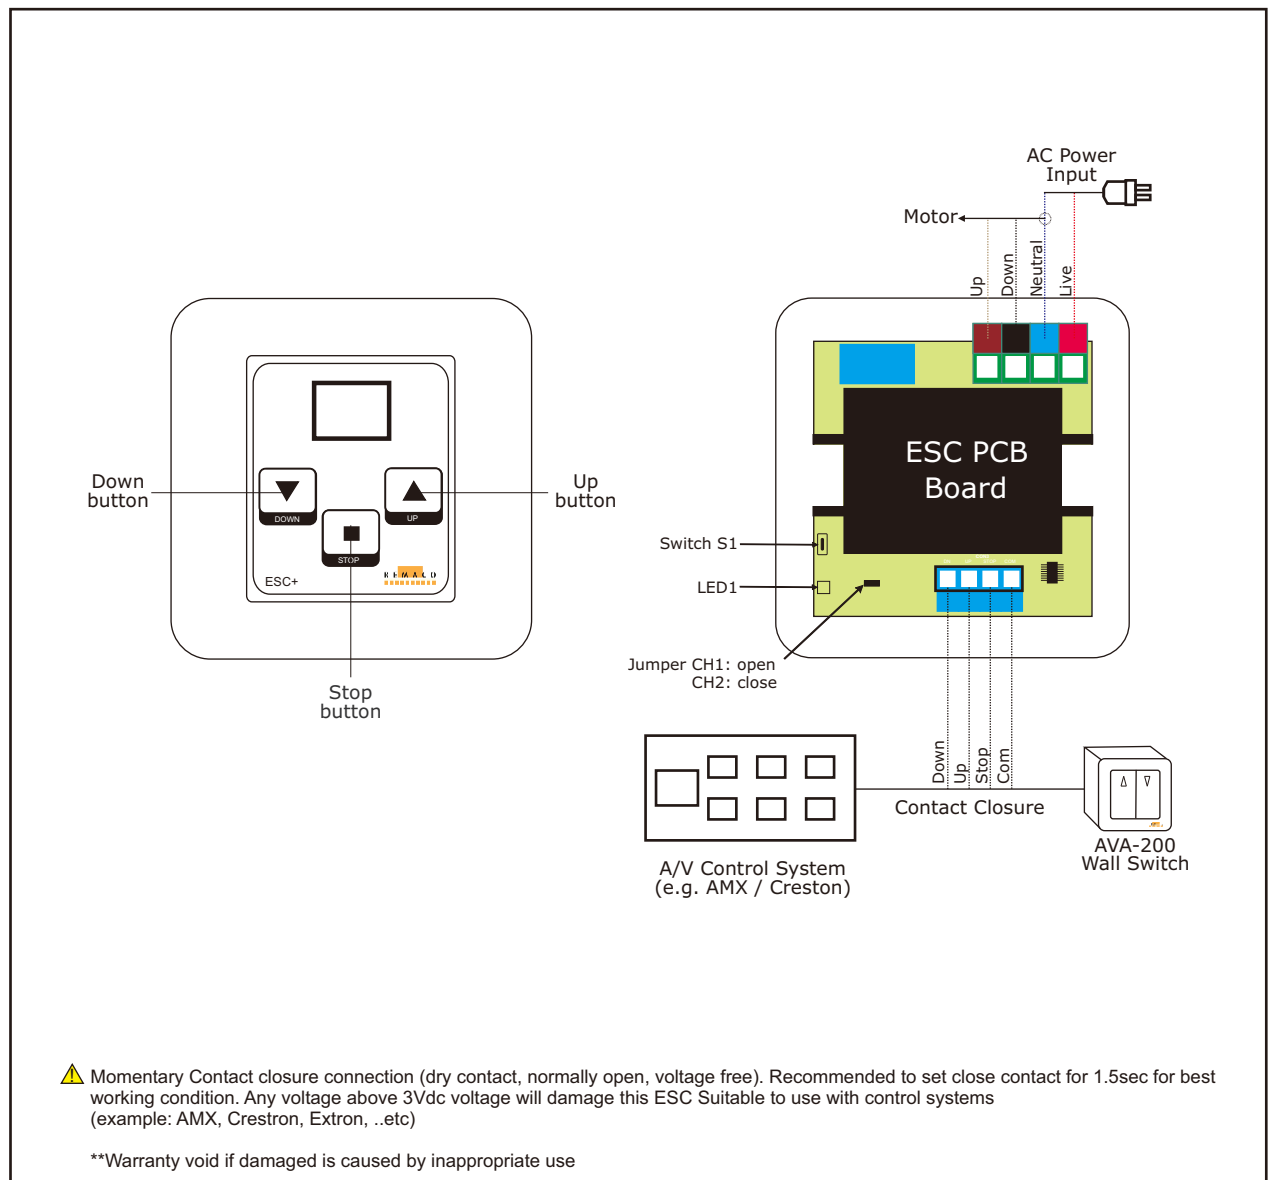 AC Power
Input
Motor
Up
Down
Neutral
Live
Down
button
Up
button
DOWN
UP
STOP
ESC+
REMACO
Stop
button
ESC PCB
Board
Switch S1
LED1
Jumper CH1: open
CH2: close
Down
Up
Stop
Com
Contact Closure
A/V Control System
(e.g. AMX / Creston)
AVA-200
Wall Switch
Momentary Contact closure connection (dry contact, normally open, voltage free). Recommended to set close contact for 1.5sec for best
working condition. Any voltage above 3Vdc voltage will damage this ESC Suitable to use with control systems
(example: AMX, Crestron, Extron, ..etc)
**Warranty void if damaged is caused by inappropriate use